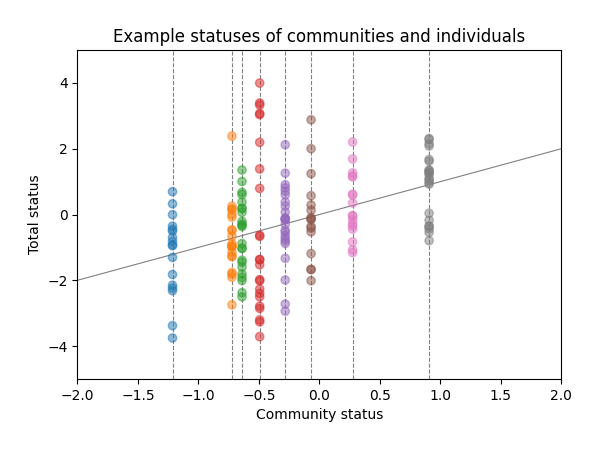 Example statuses of communities and individuals
Total status
4
2
0
−2
−4
−2.0 −1.5 −1.0 −0.5 0.0 0.5 1.0 1.5 2.0
Community status